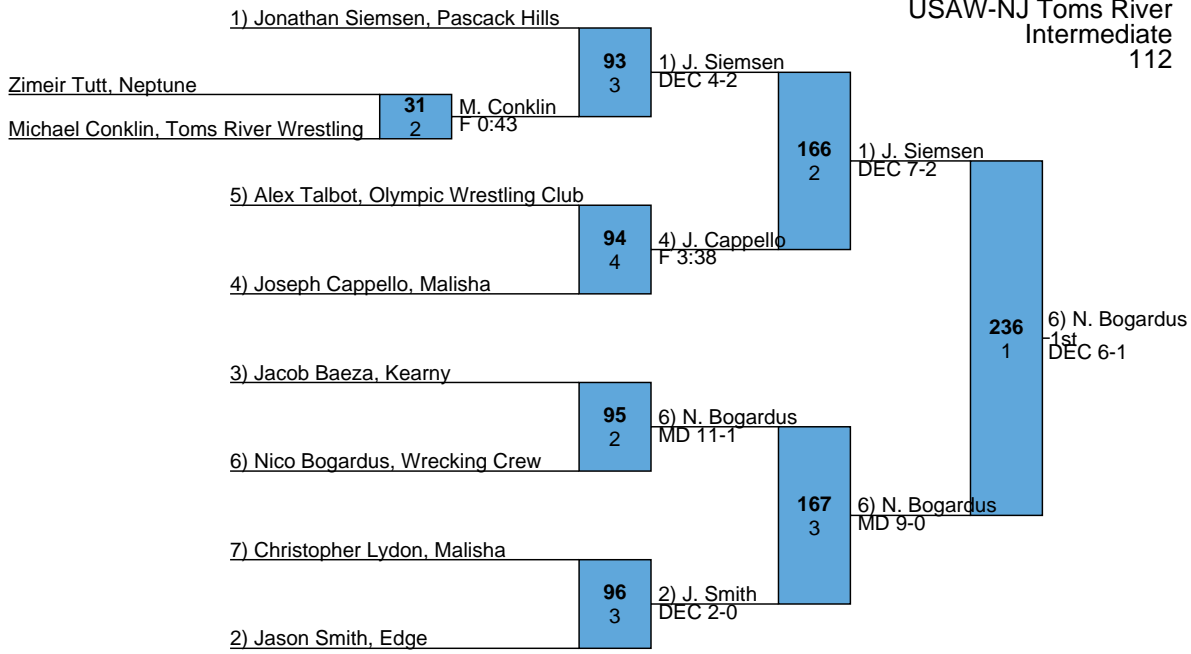 USAW-NJ Toms River
Intermediate
112
1) Jonathan Siemsen, Pascack Hills
93
3
1) J. Siemsen
DEC 4-2
Zimeir Tutt, Neptune
31
2
M. Conklin
F 0:43
Michael Conklin, Toms River Wrestling
166
2
1) J. Siemsen
DEC 7-2
5) Alex Talbot, Olympic Wrestling Club
94
4
4) J. Cappello
F 3:38
4) Joseph Cappello, Malisha
236
1
6) N. Bogardus
1st
DEC 6-1
3) Jacob Baeza, Kearny
95
2
6) N. Bogardus
MD 11-1
6) Nico Bogardus, Wrecking Crew
167
3
6) N. Bogardus
MD 9-0
7) Christopher Lydon, Malisha
96
3
2) J. Smith
DEC 2-0
2) Jason Smith, Edge